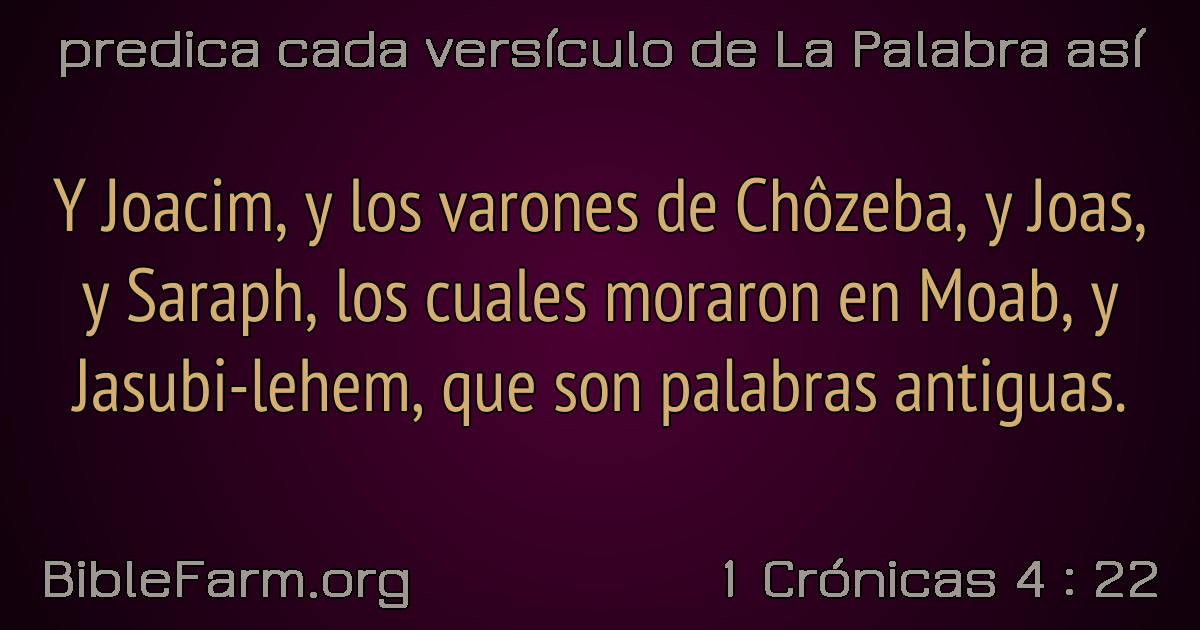 predica cada versículo de La Palabra así
Y Joacim, y los varones de Chôzeba, y Joas,
y Saraph, los cuales moraron en Moab, y
Jasubi-lehem, que son palabras antiguas.
BibleFarm.org
1 Crónicas 4 : 22